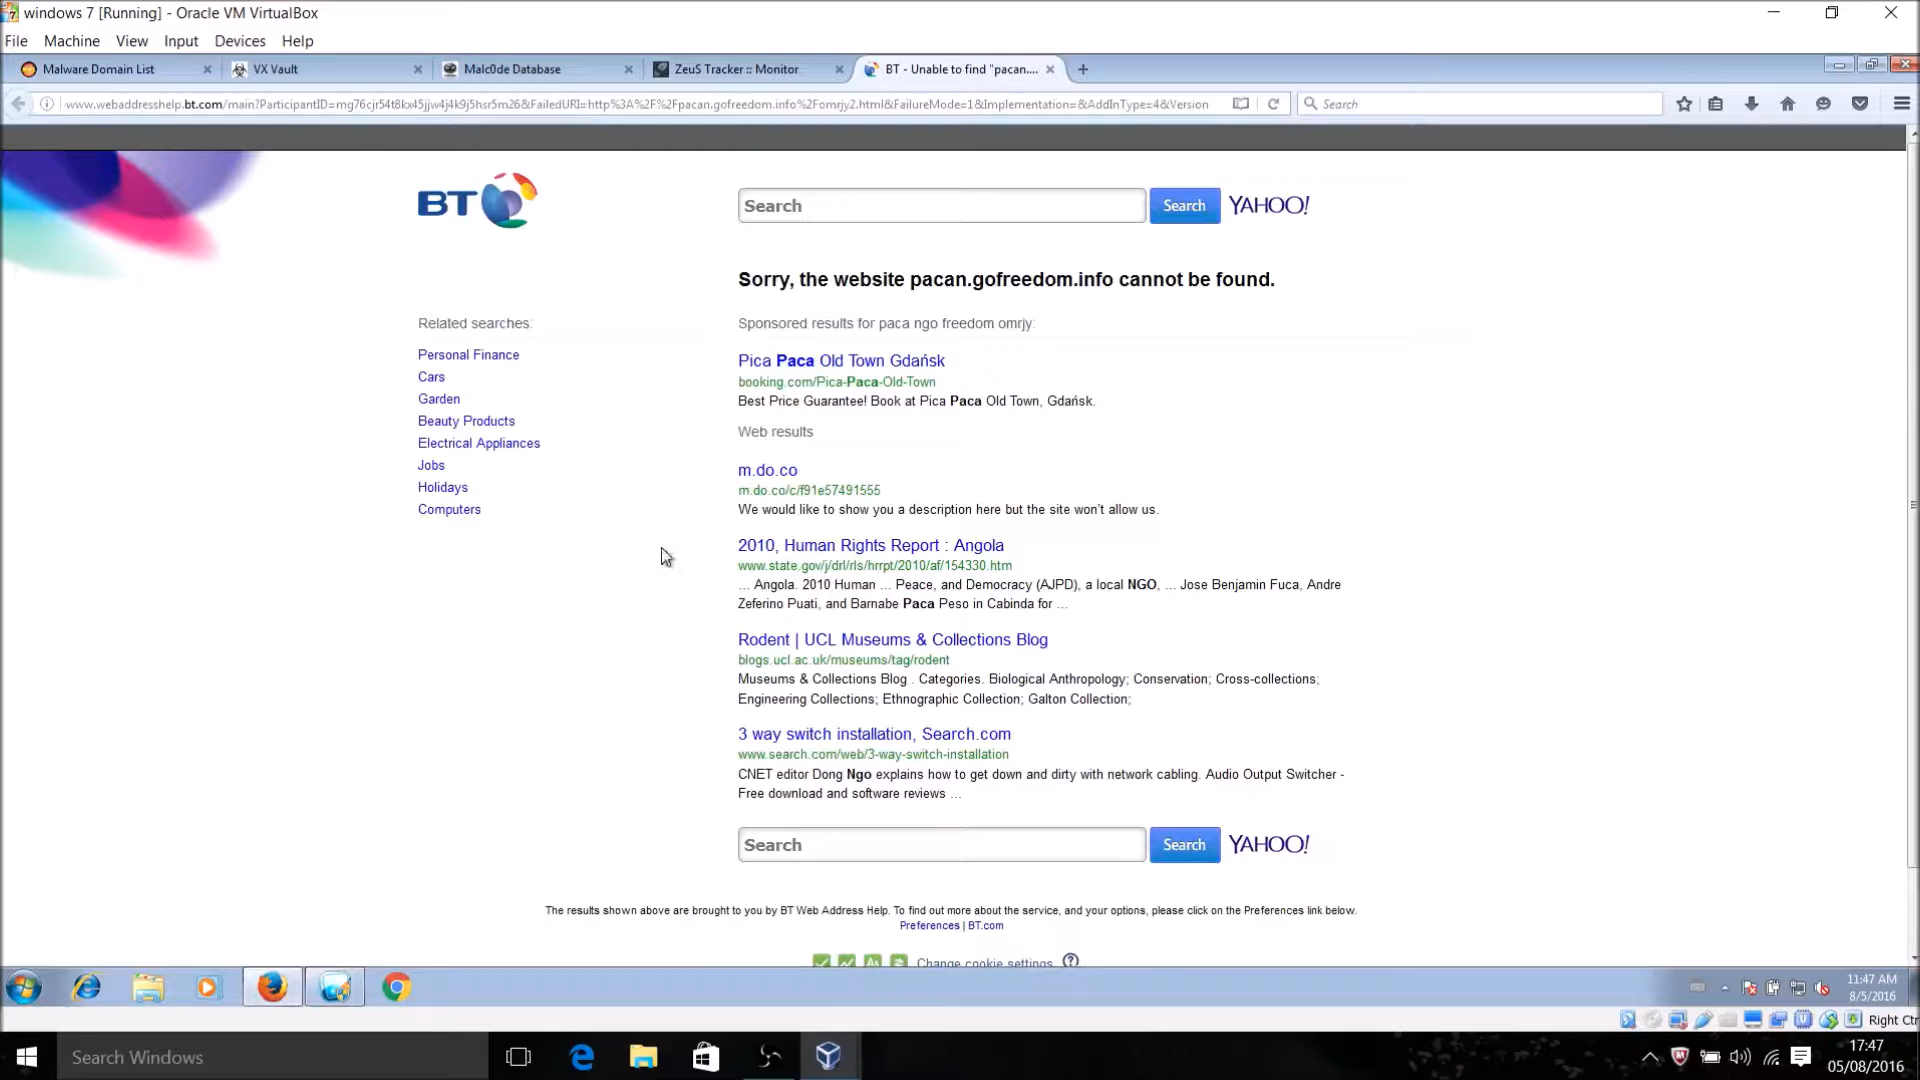 windows 7 [Running] - Oracle VM VirtualBox
File Machine View Input Devices Help
Malware Domain List
VX Vault
Malc0de Database
ZeuS Tracker :: Monitor
BT - Unable to find "pacan....
www.webaddresshelp.bt.com/main?ParticipantID=mg76cjr54t8kx45jjw4j4k9j5hsr5m26&FailedURI=http%3A%2F%2Fpacan.gofreedom.info%2Fomrjy2.html&FailureMode=1&Implementation=&AddInType=4&Version
Search
BT
Search
Search
YAHOO!
Sorry, the website pacan.gofreedom.info cannot be found.
Related searches:
Personal Finance
Cars
Garden
Beauty Products
Electrical Appliances
Jobs
Holidays
Computers
Sponsored results for paca ngo freedom omrjy:
Pica Paca Old Town Gdańsk
booking.com/Pica-Paca-Old-Town
Best Price Guarantee! Book at Pica Paca Old Town, Gdańsk.
Web results
m.do.co
m.do.co/c/f91e57491555
We would like to show you a description here but the site won't allow us.
2010, Human Rights Report : Angola
www.state.gov/j/drl/rls/hrrpt/2010/af/154330.htm
... Angola. 2010 Human ... Peace, and Democracy (AJPD), a local NGO, ... Jose Benjamin Fuca, Andre
Zeferino Puati, and Barnabe Paca Peso in Cabinda for ...
Rodent | UCL Museums & Collections Blog
blogs.ucl.ac.uk/museums/tag/rodent
Museums & Collections Blog . Categories. Biological Anthropology; Conservation; Cross-collections;
Engineering Collections; Ethnographic Collection; Galton Collection;
3 way switch installation, Search.com
www.search.com/web/3-way-switch-installation
CNET editor Dong Ngo explains how to get down and dirty with network cabling. Audio Output Switcher -
Free download and software reviews ...
Search
Search
YAHOO!
The results shown above are brought to you by BT Web Address Help. To find out more about the service, and your options, please click on the Preferences link below.
Preferences | BT.com
Change cookie settings
11:47 AM
8/5/2016
Right Ctr
Search Windows
17:47
05/08/2016